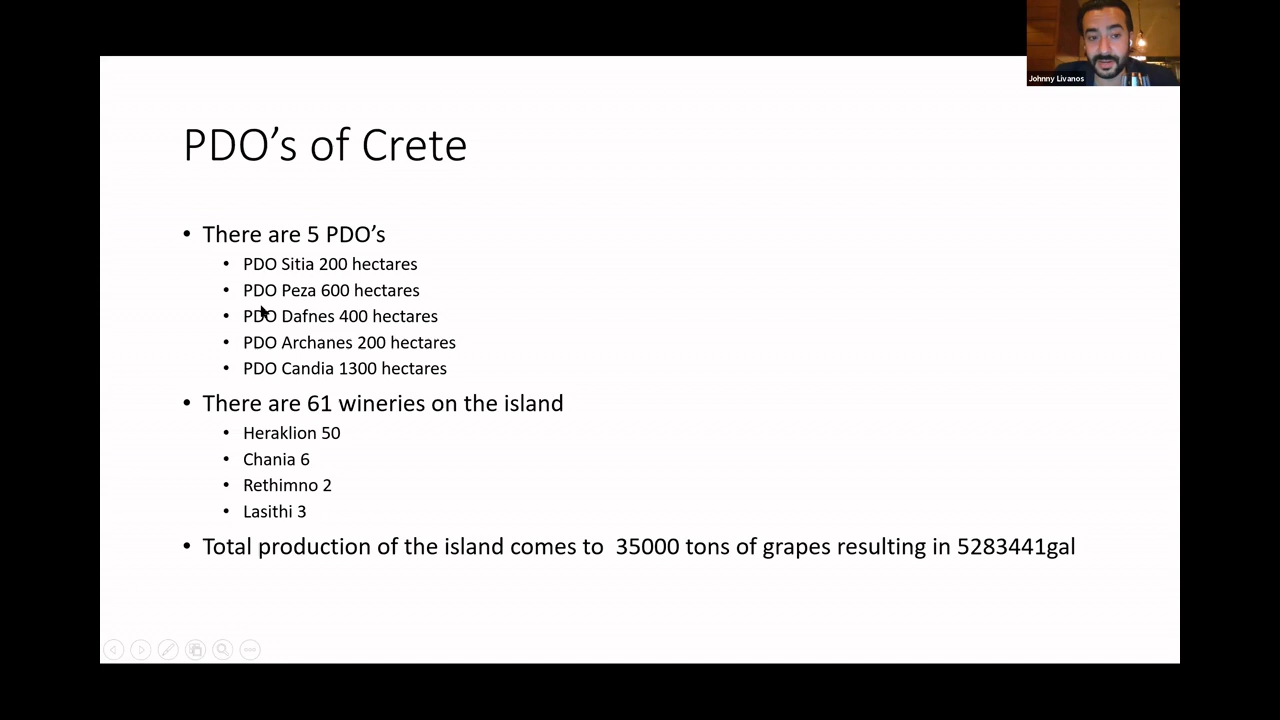 Johnny Livanos
PDO’s of Crete
• There are 5 PDO’s
• PDO Sitia 200 hectares
• PDO Peza 600 hectares
• PDO Dafnes 400 hectares
• PDO Archanes 200 hectares
• PDO Candia 1300 hectares
• There are 61 wineries on the island
• Heraklion 50
• Chania 6
• Rethimno 2
• Lasithi 3
• Total production of the island comes to  35000 tons of grapes resulting in 5283441gal